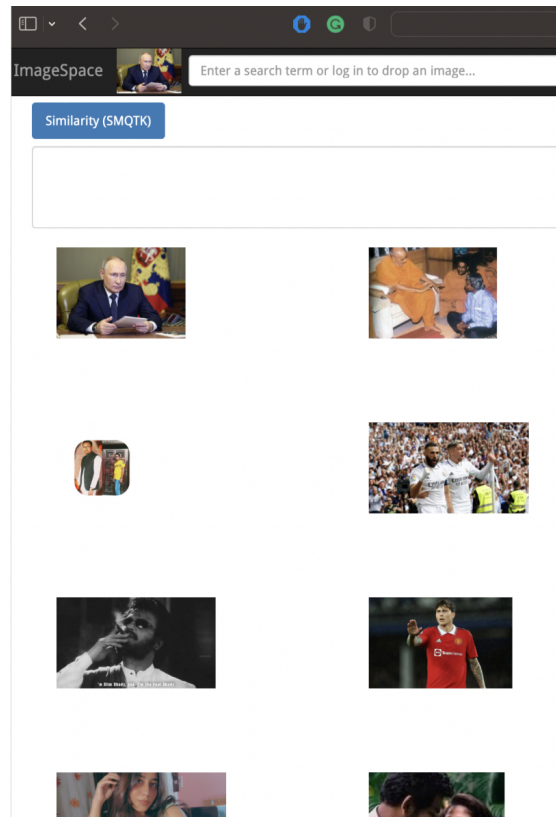 ImageSpace
Enter a search term or log in to drop an image...
Similarity (SMQTK)